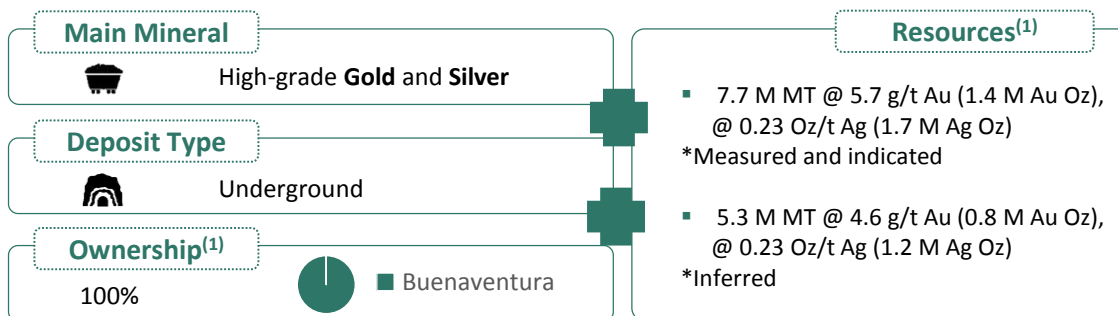 Main Mineral
High-grade Gold and Silver
Deposit Type
Underground
Ownership(1)
100%
Buenaventura
Resources(1)
▪ 7.7 M MT @ 5.7 g/t Au (1.4 M Au Oz),
@ 0.23 Oz/t Ag (1.7 M Ag Oz)
*Measured and indicated
▪ 5.3 M MT @ 4.6 g/t Au (0.8 M Au Oz),
@ 0.23 Oz/t Ag (1.2 M Ag Oz)
*Inferred